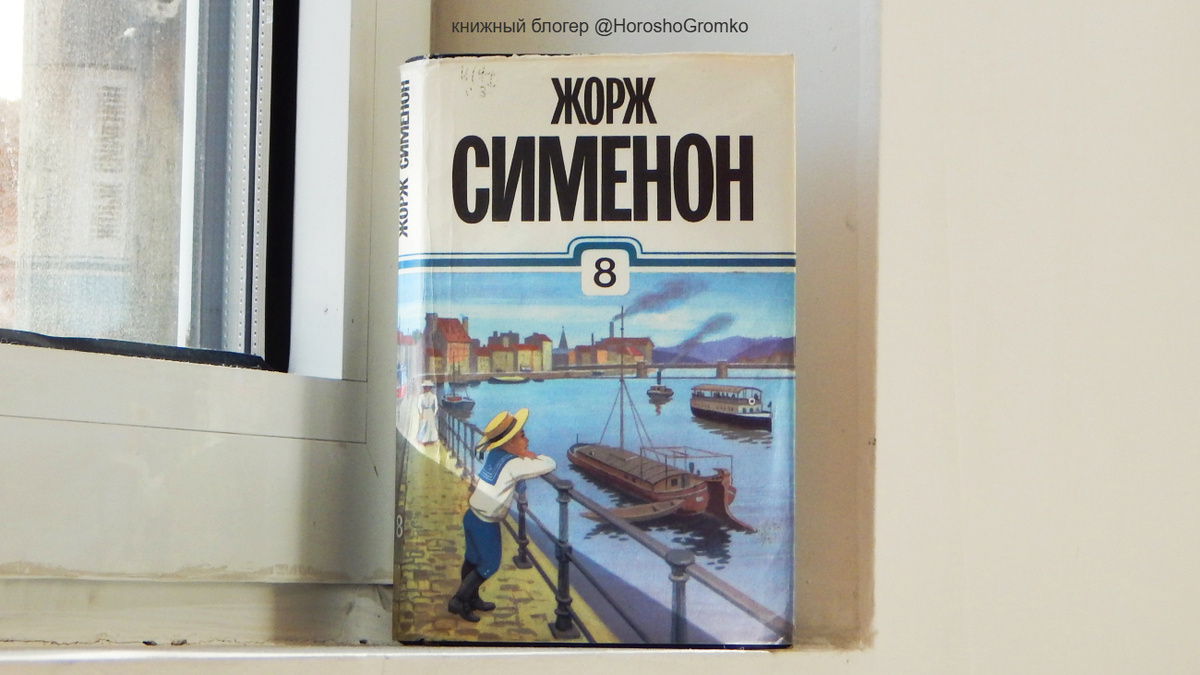 книжный блогер @HoroshoGromko
ЖОРЖ
СИМЕНОН
8
ЖОРЖ СИМЕНОН
8